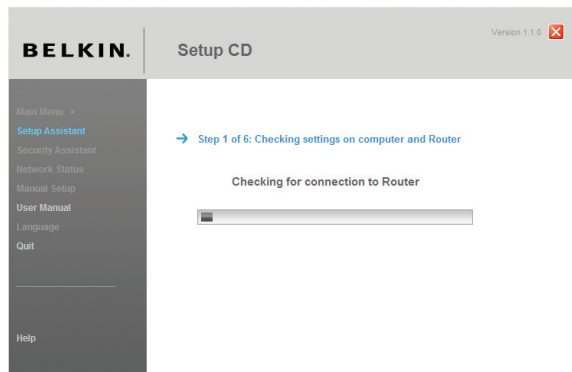 BELKIN.
Setup CD
Version 1.1.0
Main Menu >
Setup Assistant
Security Assistant
Network Status
Manual Setup
User Manual
Language
Quit
Help
Step 1 of 6: Checking settings on computer and Router
Checking for connection to Router